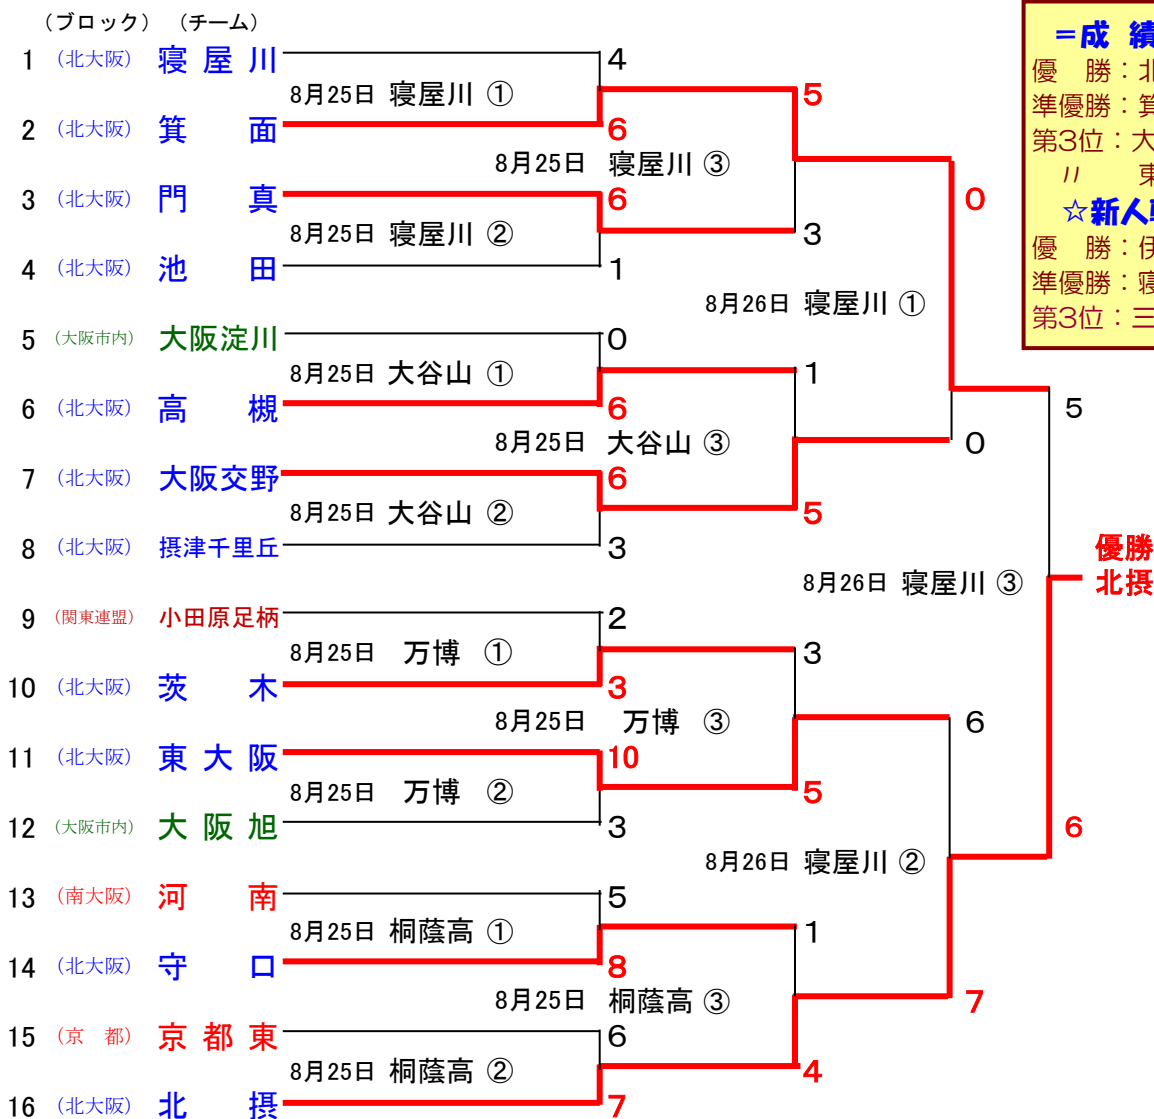 （ブロック） （チーム）
1 （北大阪） 寝屋川 4
8月25日 寝屋川 ① 5
2 （北大阪） 箕面 6
8月25日 寝屋川 ③
3 （北大阪） 門真 6 0
8月25日 寝屋川 ② 3
4 （北大阪） 池田 1
8月26日 寝屋川 ①
5 （大阪市内） 大阪淀川 0
8月25日 大谷山 ① 1
6 （北大阪） 高槻 6 5
8月25日 大谷山 ③ 0
7 （北大阪） 大阪交野 6
8月25日 大谷山 ② 5
8 （北大阪） 摂津千里丘 3
8月26日 寝屋川 ③
優勝
北摂
9 （関東連盟） 小田原足柄 2
8月25日 万博 ① 3
10 （北大阪） 茨木 3
8月25日 万博 ③ 6
11 （北大阪） 東大阪 10
8月25日 万博 ② 5
12 （大阪市内） 大阪旭 3 6
8月26日 寝屋川 ②
13 （南大阪） 河南 5
8月25日 桐蔭高 ① 1
14 （北大阪） 守口 8
8月25日 桐蔭高 ③ 7
15 （京都） 京都東 6
8月25日 桐蔭高 ② 4
16 （北大阪） 北摂 7
=成績
優勝：北
準優勝：箕
第3位：大
〃 東
☆新人
優勝：伊
準優勝：寝
第3位：三